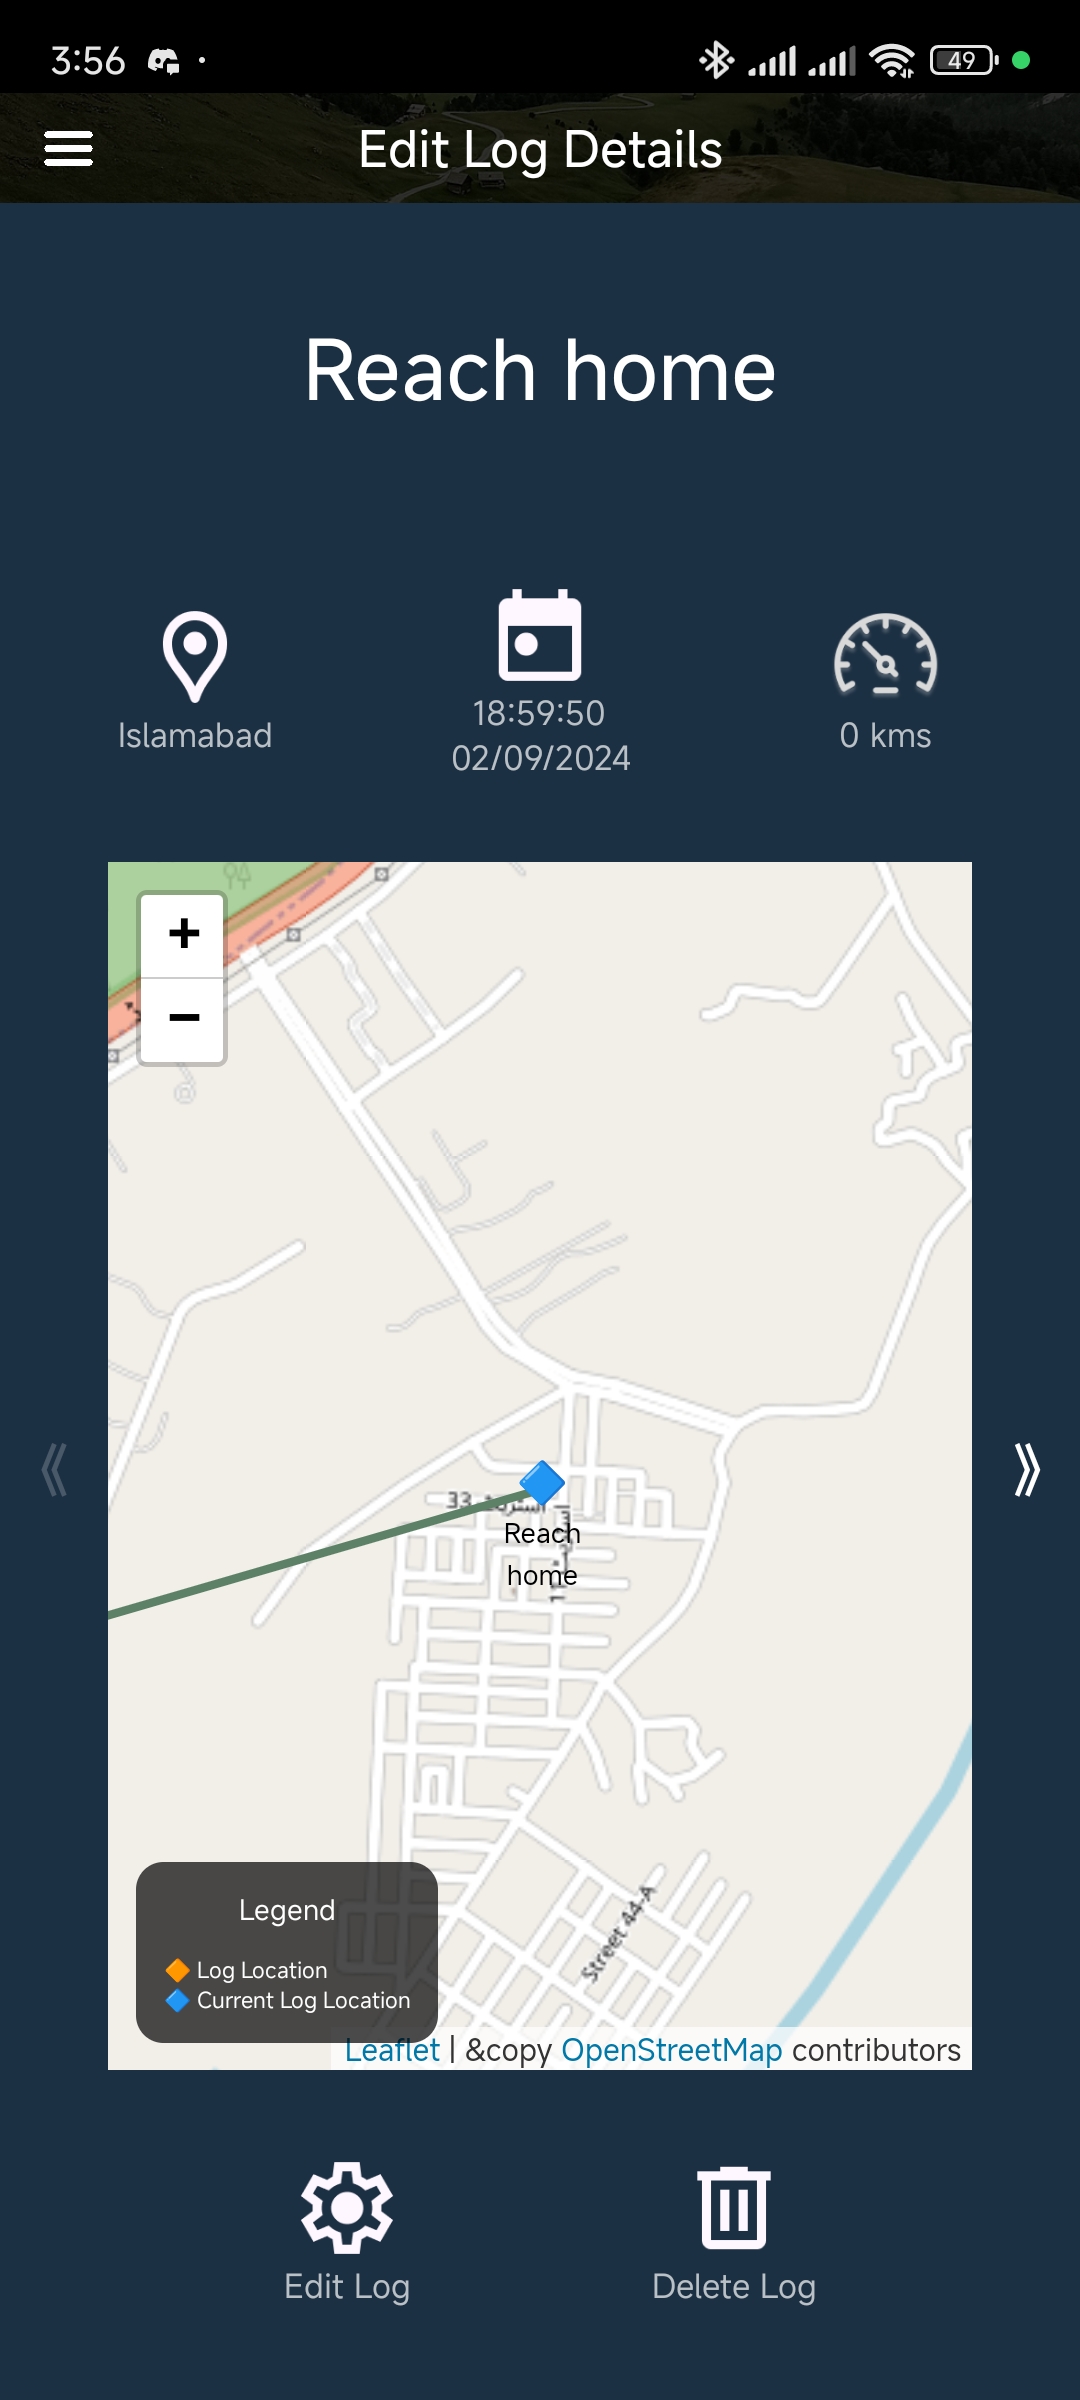 3:56
49
Edit Log Details
Reach home
Islamabad
18:59:50
02/09/2024
0 kms
+
−
33
Reach
home
Street 44-A
Legend
Log Location
Current Log Location
Leaflet | &copy OpenStreetMap contributors
Edit Log
Delete Log